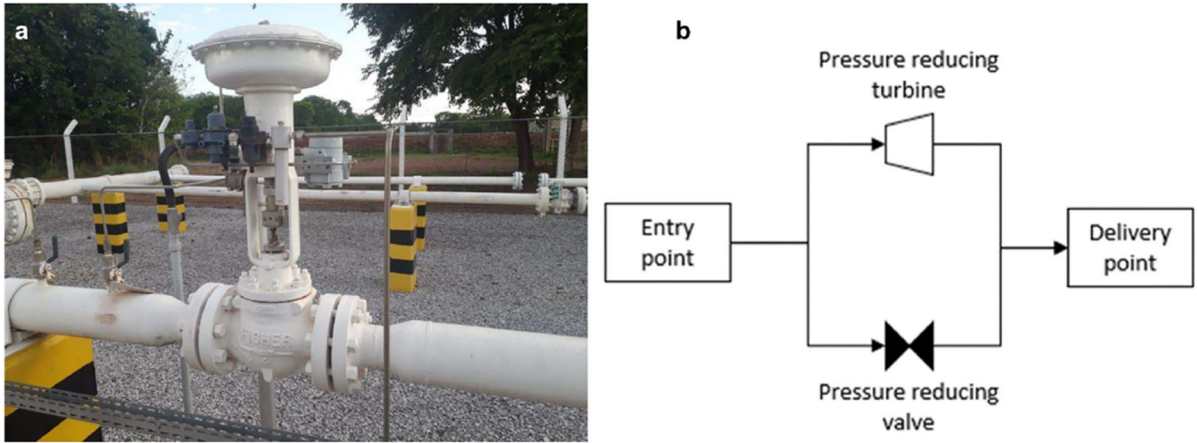 a
FISHER
b
Pressure reducing
turbine
Entry
point
Delivery
point
Pressure reducing
valve